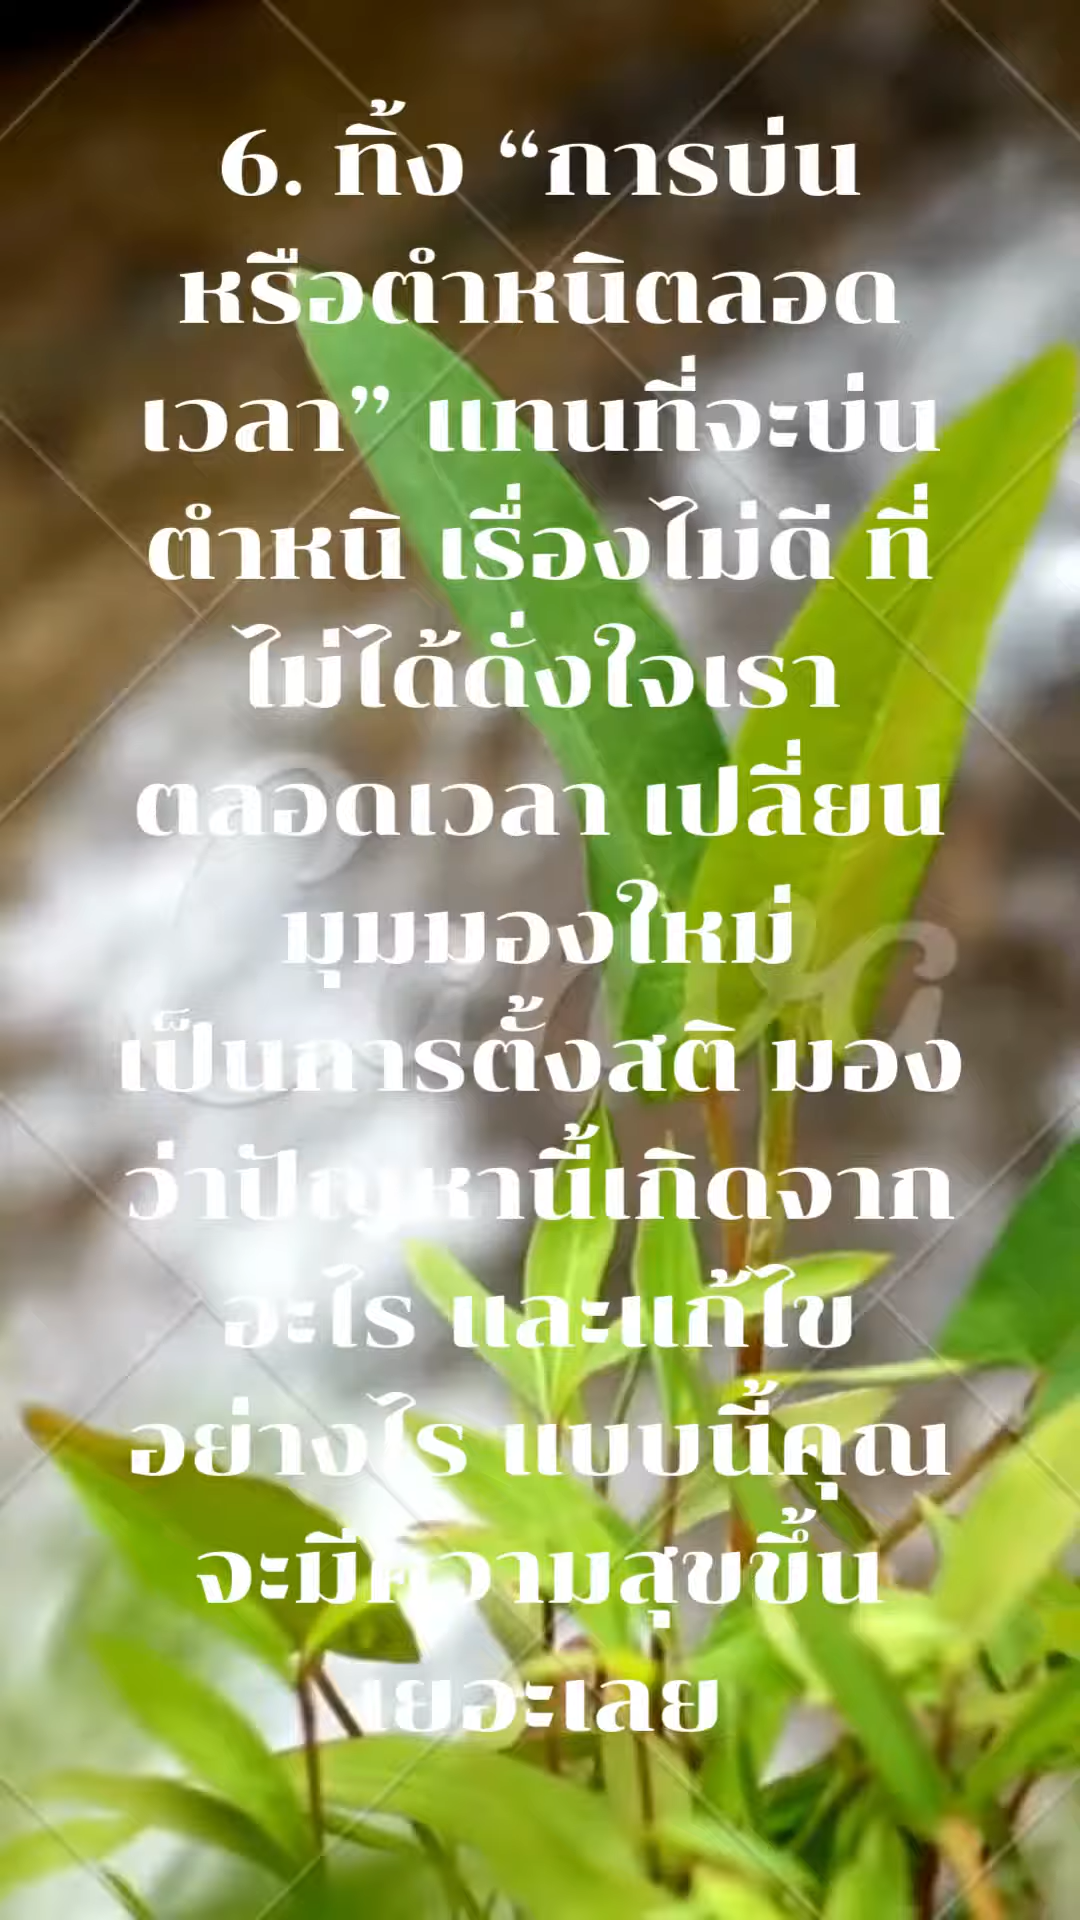 6. ทิ้ง “การบ่น
หรือตำหนิตลอด
เวลา” แทนที่จะบ่น
ตำหนิ เรื่องไม่ดี ที่
ไม่ได้ดั่งใจเรา
ตลอดเวลา เปลี่ยน
มุมมองใหม่
เป็นการตั้งสติ มอง
ว่าปัญหานี้เกิดจาก
อะไร และแก้ไข
อย่างไร แบบนี้คุณ
จะมีความสุขขึ้น
เยอะเลย